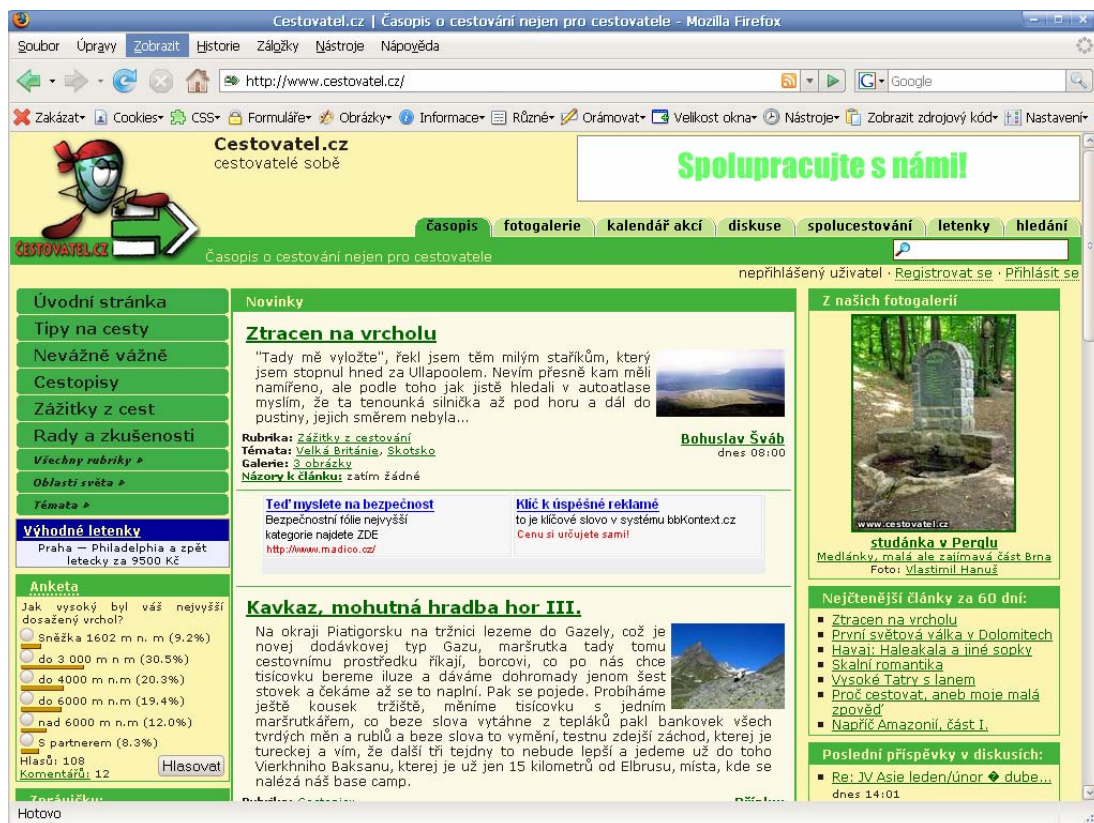 Cestovatel.cz | Časopis o cestování nejen pro cestovatele - Mozilla Firefox
Soubor Úpravy Zobrazit Historie Záložky Nástroje Nápověda
http://www.cestovatel.cz/
G Google
Zakázat Cookies CSS Formuláře Obrázky Informace Různé Orámovat Velikost okna Nástroje Zobrazit zdrojový kód Nastavení
Cestovatel.cz
cestovatelé sobě
Spolupracujte s námi!
ČESTOVATEL.CZ
časopis fotogalerie kalendář akcí diskuse spolucestování letenky hledání
Časopis o cestování nejen pro cestovatele
nepřihlášený uživatel · Registrovat se · Přihlásit se
Úvodní stránka
Tipy na cesty
Nevážně vážně
Cestopisy
Zážitky z cest
Rady a zkušenosti
Všechny rubriky
Oblasti světa
Témata
Výhodné letenky
Praha — Philadelphia a zpět
letecky za 9500 Kč
Anketa
Jak vysoký byl váš nejvyšší
dosažený vrchol?
Sněžka 1602 m n. m (9.2%)
do 3 000 m n m (30.5%)
do 4000 m n.m (20.3%)
do 6000 m n.m (19.4%)
nad 6000 m n.m (12.0%)
S partnerem (8.3%)
Hlasů: 108
Komentářů: 12
Hlasovat
Zprávičky:
Novinky
Ztracen na vrcholu
"Tady mě vyložte", řekl jsem těm milým staříkům, který
jsem stopnul hned za Ullapoolem. Nevím přesně kam měli
namířeno, ale podle toho jak jistě hledali v autoatlase
myslím, že ta tenounká silnička až pod horu a dál do
pustiny, jejich směrem nebyla...
Rubrika: Zážitky z cestování
Témata: Velká Británie, Skotsko
Galerie: 3 obrázky
Názory k článku: zatím žádné
Bohuslav Šváb
dnes 08:00
Teď myslete na bezpečnost
Bezpečnostní fólie nejvyšší
kategorie najdete ZDE
http://www.madico.cz/
Klíč k úspěšné reklamě
to je klíčové slovo v systému bbKontext.cz
Cenu si určujete sami!
Kavkaz, mohutná hradba hor III.
Na okraji Piatigorsku na tržnici lezeme do Gazely, což je
novej dodávkovej typ Gazu, maršrutka tady tomu
cestovnímu prostředku říkají, borcovi, co po nás chce
tisícovku bereme iluze a dáváme dohromady jenom šest
stovek a čekáme až se to naplní. Pak se pojede. Probíháme
ještě kousek tržiště, měníme tisícovku s jedním
maršrutkářem, co beze slova vytáhne z tepláků pakl bankovek všech
tvrdých měn a rublů a beze slova to vymění, testnu zdejší záchod, kterej je
tureckej a vím, že další tři tejdny to nebude lepší a jedeme už do toho
Vierkhního Baksanu, kterej je už jen 15 kilometrů od Elbrusu, místa, kde se
nalézá náš base camp.
Rubrika: Cestopisy
Z našich fotogalerií
www.cestovatel.cz
studánka v Perglu
Medlánky, malá ale zajímavá část Brna
Foto: Vlastimil Hanuš
Nejčtenější články za 60 dní:
Ztracen na vrcholu
První světová válka v Dolomitech
Havaj: Haleakala a jiné sopky
Skalní romantika
Vysoké Tatry s lanem
Proč cestovat, aneb moje malá
zpověď
Napříč Amazonií, část I.
Poslední příspěvky v diskusích:
Re: JV Asie leden/únor � dube...
dnes 14:01
Hotovo